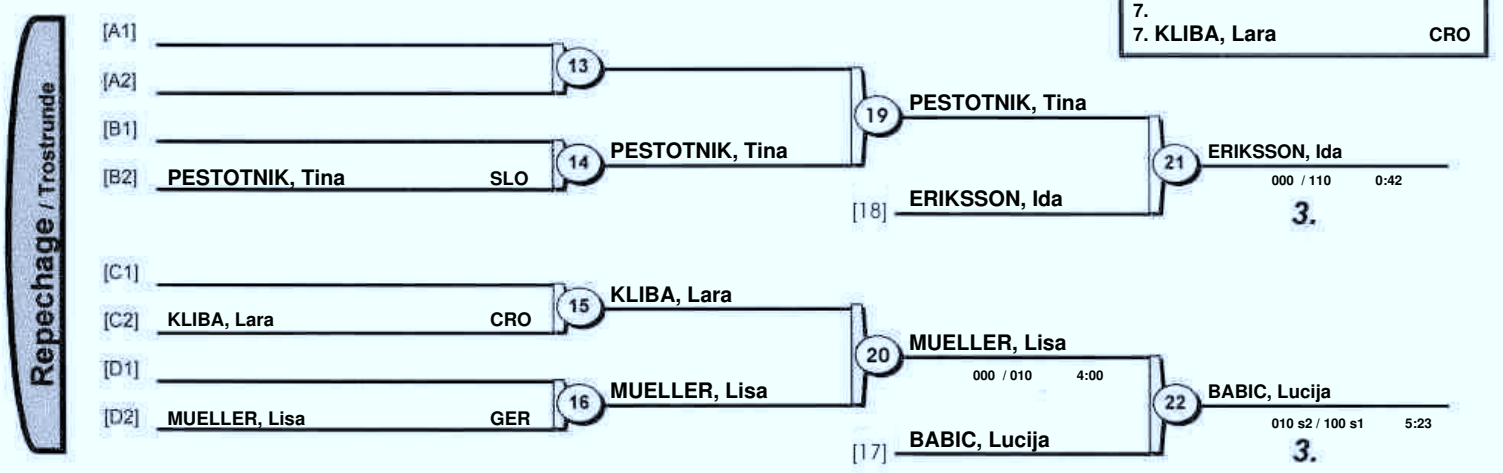 7.
7. KLIBA, Lara CRO
Repechage / Trostrunde
[A1]
13
[A2]
19 PESTOTNIK, Tina
[B1]
14 PESTOTNIK, Tina
21 ERIKSSON, Ida
[B2] PESTOTNIK, Tina SLO
000 / 110 0:42
[18] ERIKSSON, Ida
3.
[C1]
15 KLIBA, Lara
[C2] KLIBA, Lara CRO
20 MUELLER, Lisa
000 / 010 4:00
[D1]
16 MUELLER, Lisa
22 BABIC, Lucija
[D2] MUELLER, Lisa GER
010 s2 / 100 s1 5:23
[17] BABIC, Lucija
3.